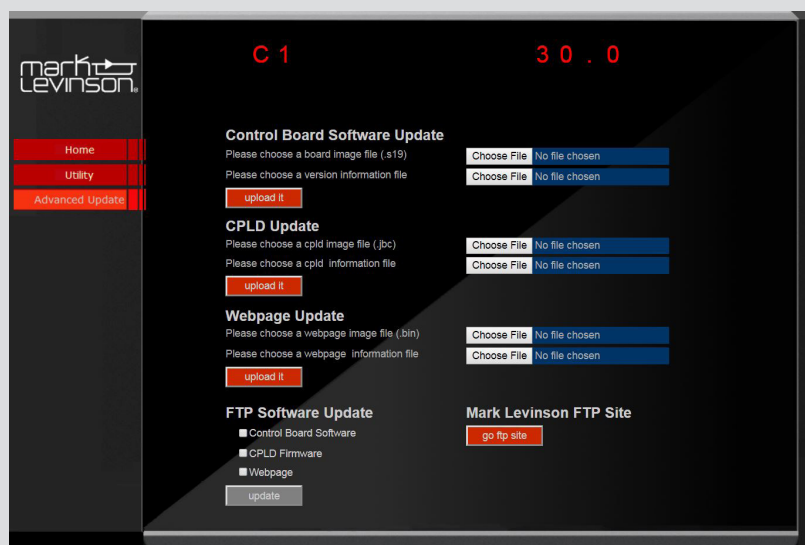 C1 30.0
mark
Levinson®
Home
Utility
Advanced Update
Control Board Software Update
Please choose a board image file (.s19) Choose File No file chosen
Please choose a version information file Choose File No file chosen
upload it
CPLD Update
Please choose a cpld image file (.jbc) Choose File No file chosen
Please choose a cpld information file Choose File No file chosen
upload it
Webpage Update
Please choose a webpage image file (.bin) Choose File No file chosen
Please choose a webpage information file Choose File No file chosen
upload it
FTP Software Update Mark Levinson FTP Site
Control Board Software go ftp site
CPLD Firmware
Webpage
update